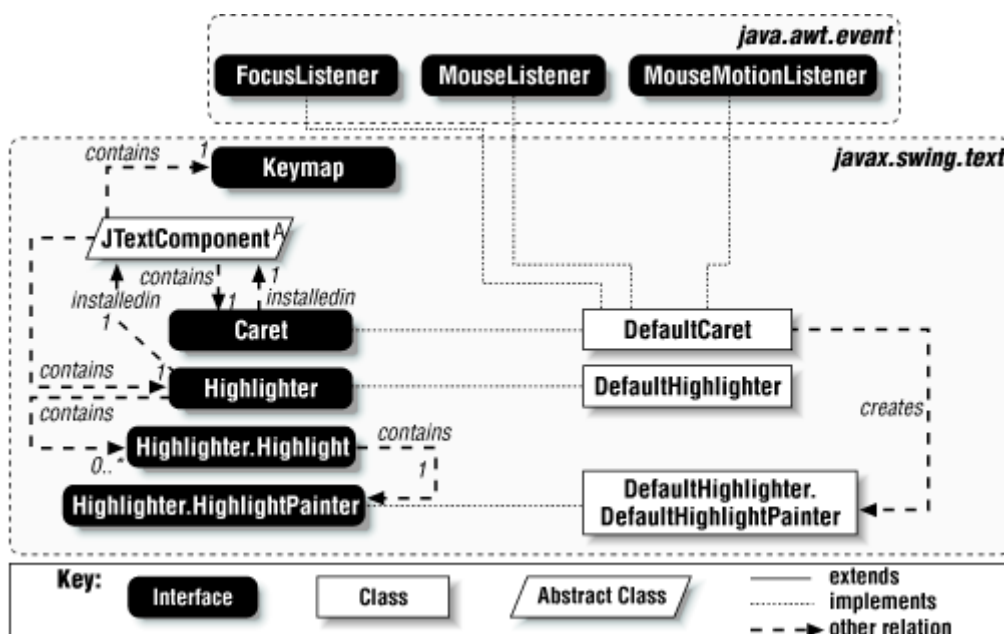 java.awt.event
FocusListener
MouseListener
MouseMotionListener
javax.swing.text
contains
1
Keymap
JTextComponent A
contains
1
installedin
installedin
1
1
Caret
DefaultCaret
contains
1
Highlighter
DefaultHighlighter
creates
contains
Highlighter.Highlight
contains
0..*
1
Highlighter.HighlightPainter
DefaultHighlighter.
DefaultHighlightPainter
Key:
Interface
Class
Abstract Class
extends
implements
other relation